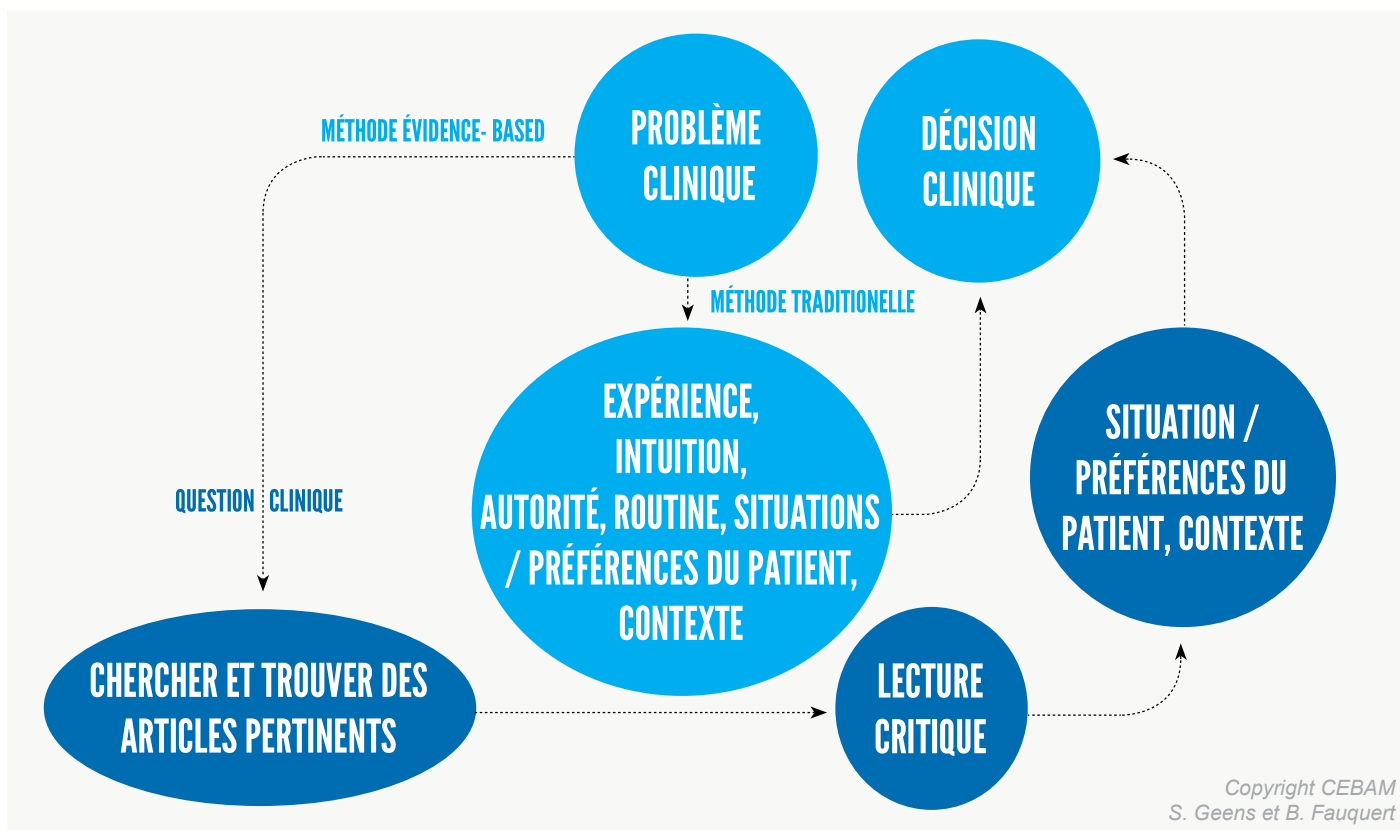 MÉTHODE ÉVIDENCE- BASED
PROBLÈME
CLINIQUE
DÉCISION
CLINIQUE
MÉTHODE TRADITIONELLE
EXPÉRIENCE,
INTUITION,
AUTORITÉ, ROUTINE, SITUATIONS
/ PRÉFÉRENCES DU PATIENT,
CONTEXTE
SITUATION /
PRÉFÉRENCES DU
PATIENT, CONTEXTE
QUESTION CLINIQUE
CHERCHER ET TROUVER DES
ARTICLES PERTINENTS
LECTURE
CRITIQUE
Copyright CEBAM
S. Geens et B. Fauquert